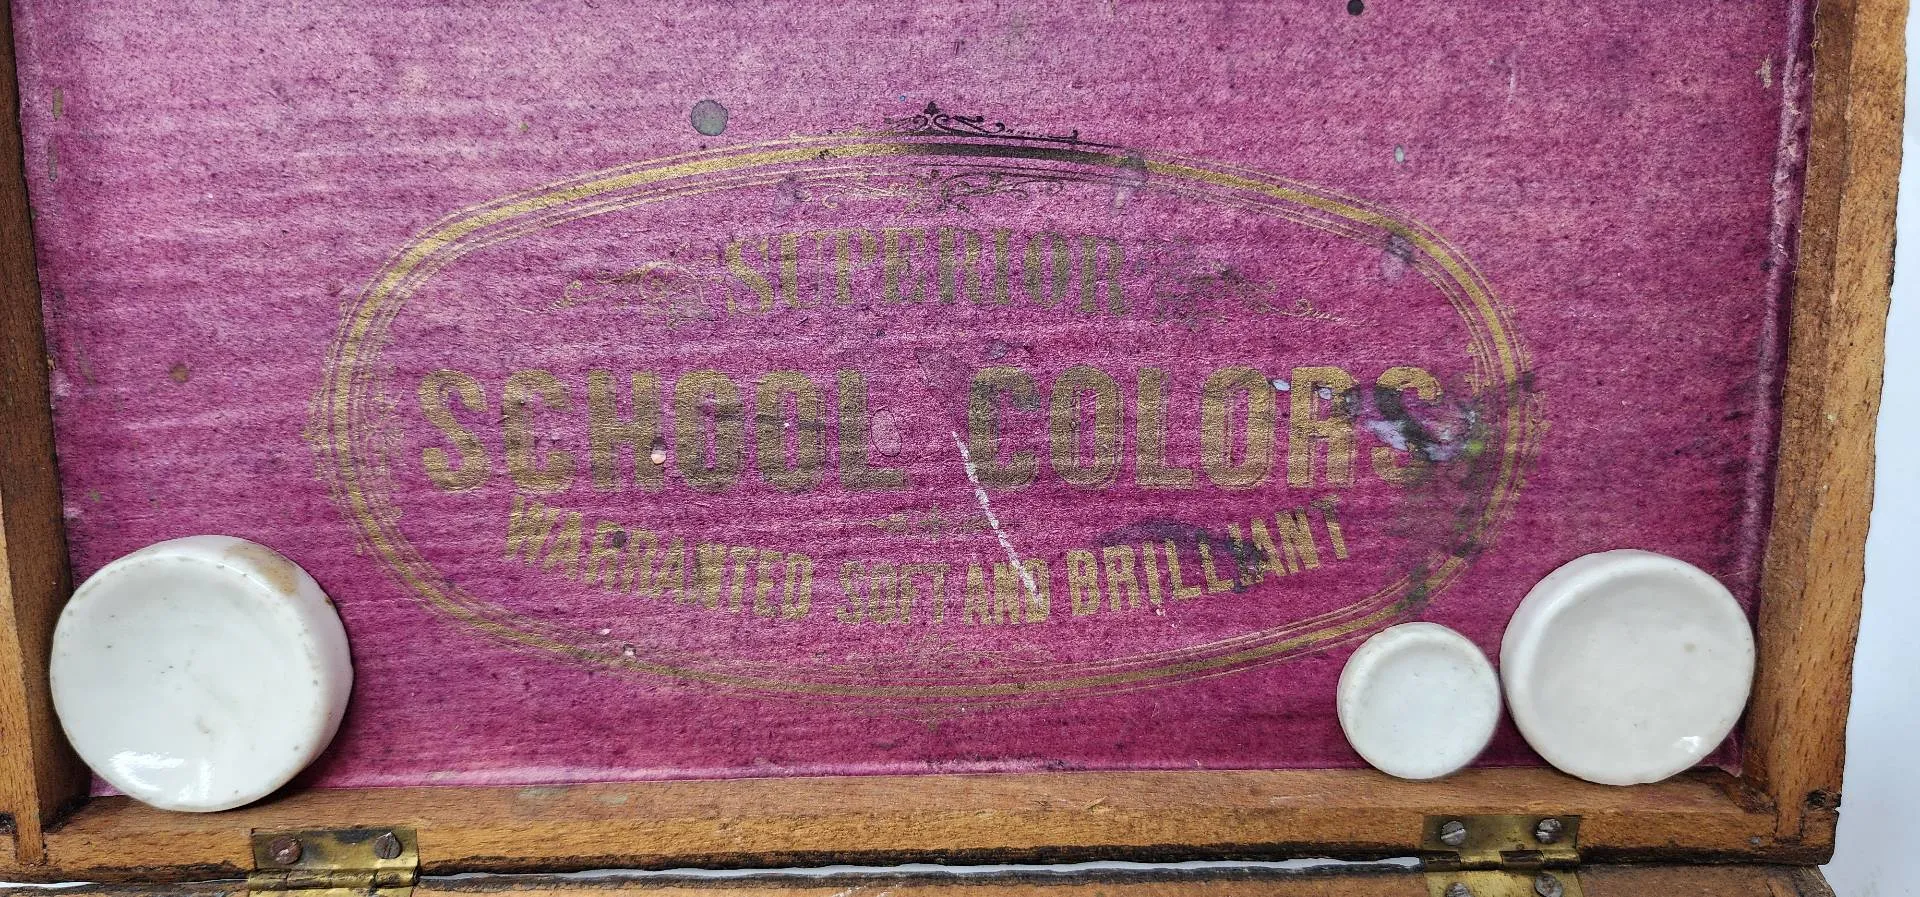 SUPERIOR
SCHOOL COLORS
WARRANTED SOFT AND BRILLIANT